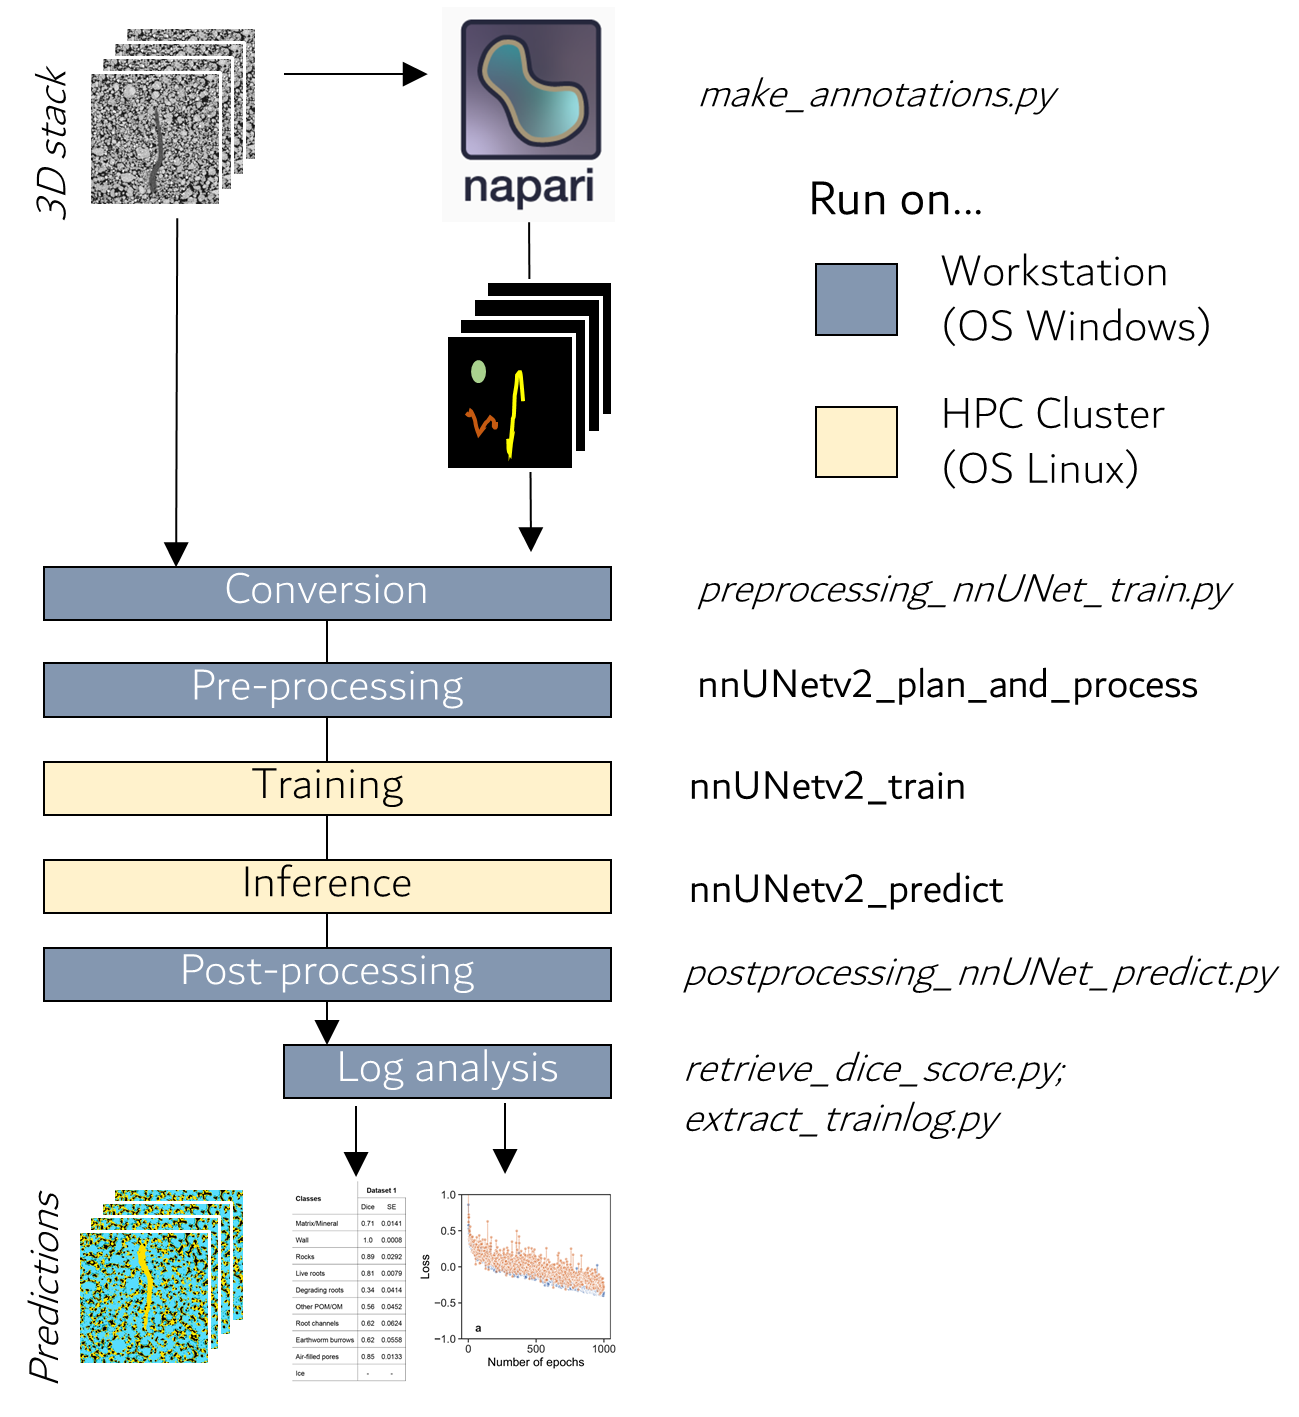 3D stack
napari
make_annotations.py
Run on...
Workstation
(OS Windows)
HPC Cluster
(OS Linux)
Conversion
preprocessing_nnUNet_train.py
Pre-processing
nnUNetv2_plan_and_process
Training
nnUNetv2_train
Inference
nnUNetv2_predict
Post-processing
postprocessing_nnUNet_predict.py
Log analysis
retrieve_dice_score.py;
extract_trainlog.py
Predictions
Classes Dataset 1
Dice SE
Matrix/Mineral 0.71 0.0141
Wall 1.0 0.0008
Rocks 0.89 0.0292
Live roots 0.81 0.0079
Degrading roots 0.34 0.0414
Other POM/OM 0.56 0.0452
Root channels 0.62 0.0624
Earthworm burrows 0.62 0.0558
Air-filled pores 0.85 0.0133
Ice - -
Loss
1.0
0.5
0.0
−0.5
−1.0
a
0 500 1000
Number of epochs